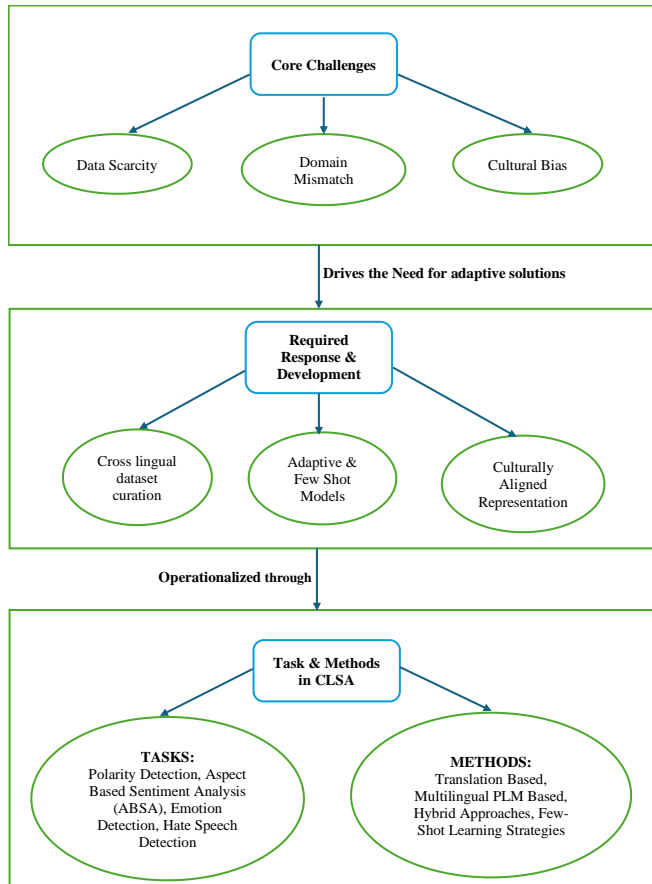 Core Challenges
Data Scarcity
Domain
Mismatch
Cultural Bias
Drives the Need for adaptive solutions
Required
Response &
Development
Cross lingual
dataset
curation
Adaptive &
Few Shot
Models
Culturally
Aligned
Representation
Operationalized through
Task & Methods
in CLSA
TASKS:
Polarity Detection, Aspect
Based Sentiment Analysis
(ABSA), Emotion
Detection, Hate Speech
Detection
METHODS:
Translation Based,
Multilingual PLM Based,
Hybrid Approaches, Few-
Shot Learning Strategies